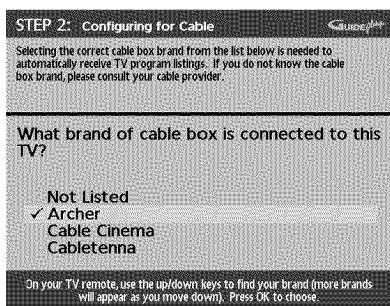 STEP 2: Configuring for Cable
GUIDE Plus
Selecting the correct cable box brand from the list below is needed to
automatically receive TV program listings. If you do not know the cable
box brand, please consult your cable provider.
What brand of cable box is connected to this
TV?
Not Listed
✓ Archer
Cable Cinema
Cabletenna
On your TV remote, use the up/down keys to find your brand (more brands
will appear as you move down). Press OK to choose.